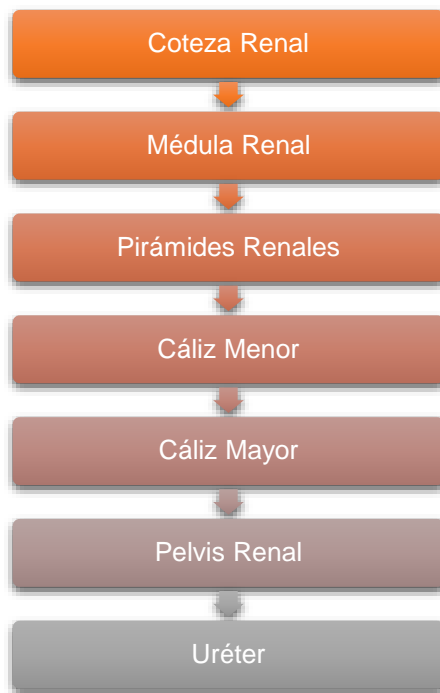 Coteza Renal
Médula Renal
Pirámides Renales
Cáliz Menor
Cáliz Mayor
Pelvis Renal
Uréter